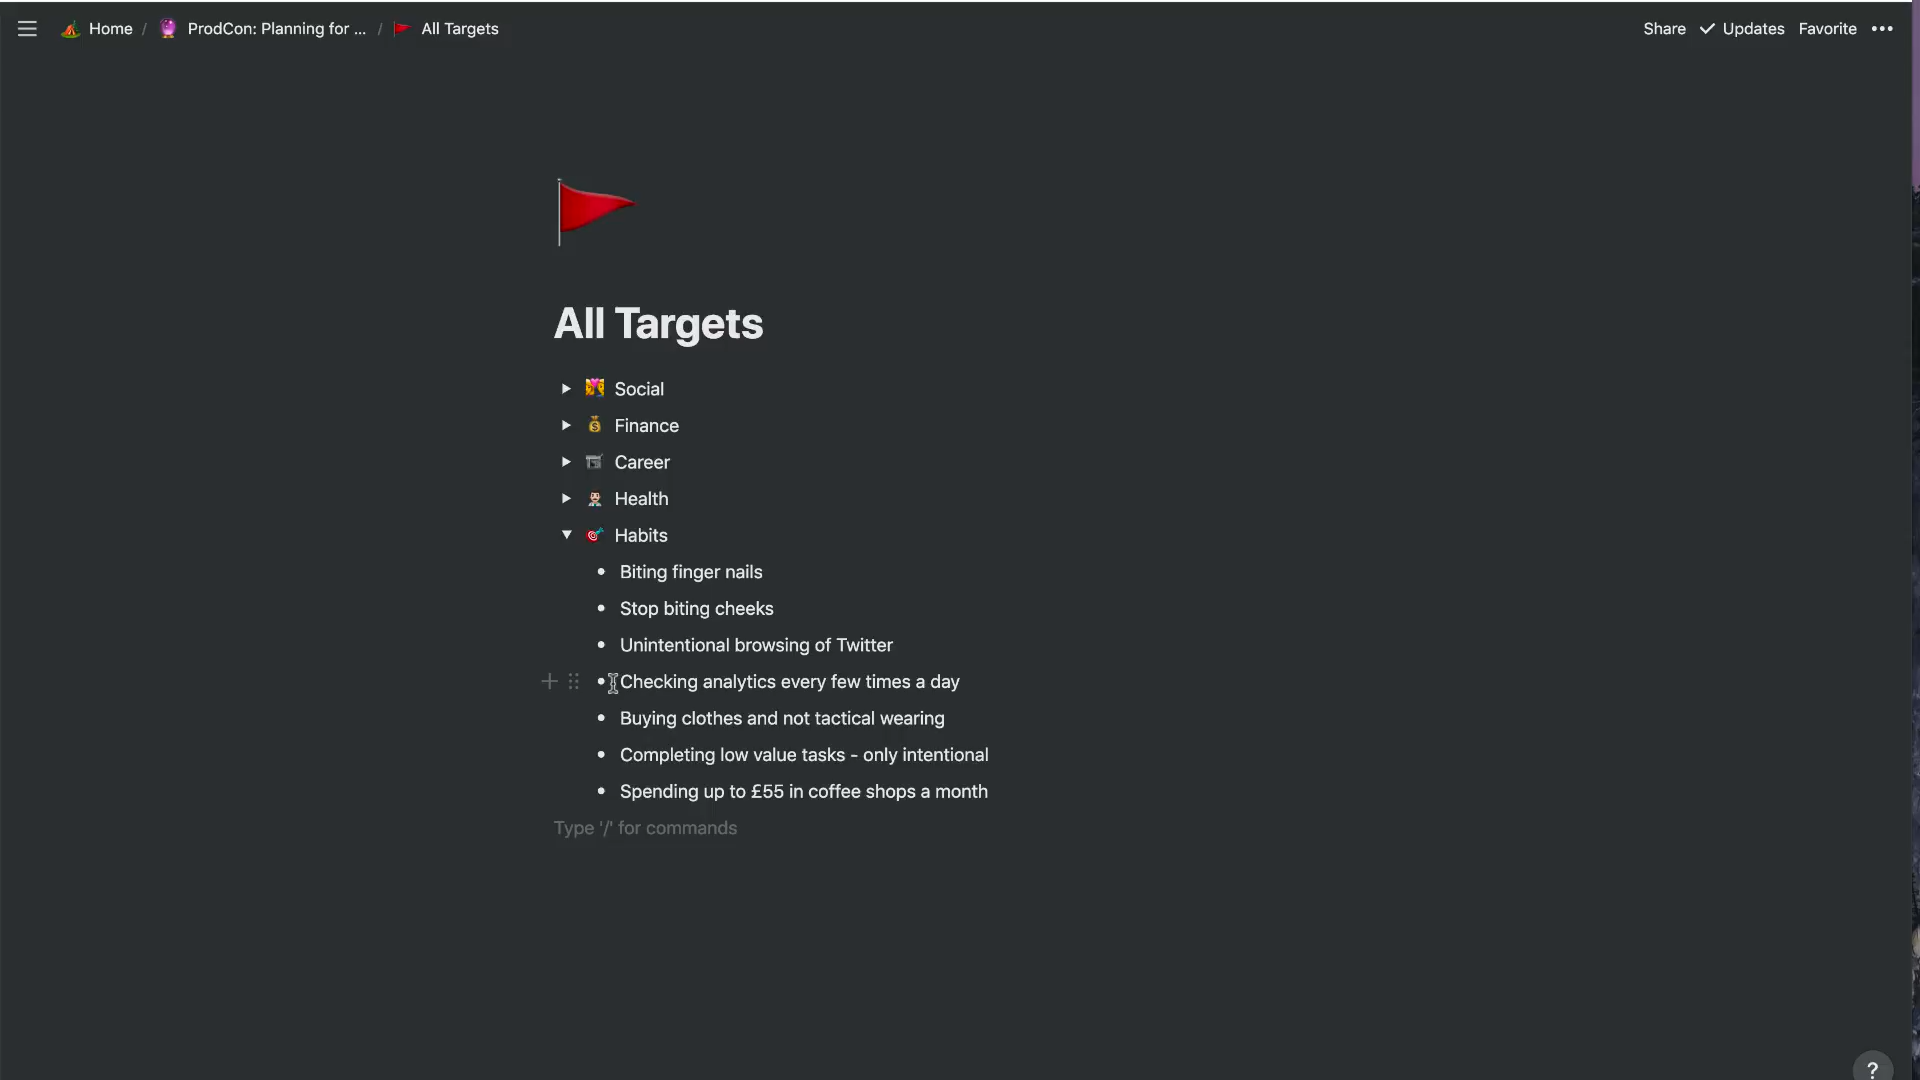 Home / ProdCon: Planning for ... / All Targets
Share ✓ Updates Favorite •••
All Targets
Social
Finance
Career
Health
Habits
• Biting finger nails
• Stop biting cheeks
• Unintentional browsing of Twitter
• Checking analytics every few times a day
• Buying clothes and not tactical wearing
• Completing low value tasks - only intentional
• Spending up to £55 in coffee shops a month
Type '/' for commands
?